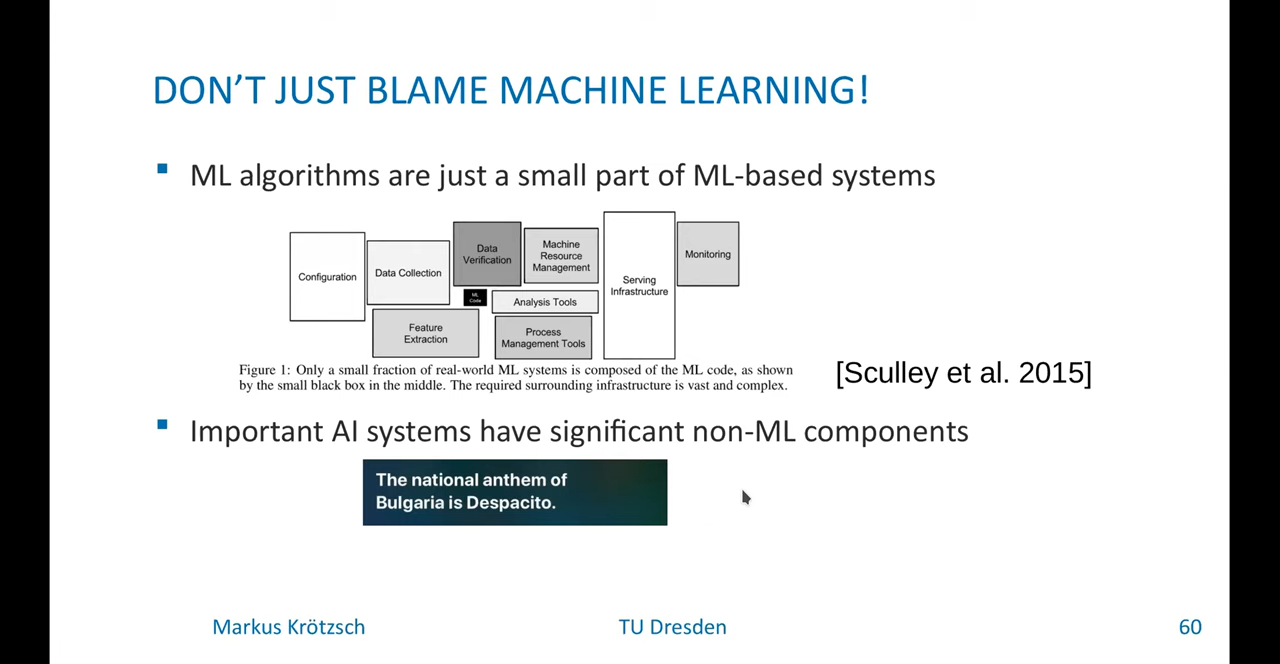 DON’T JUST BLAME MACHINE LEARNING!
ML algorithms are just a small part of ML-based systems
Configuration
Data Collection
Data
Verification
Machine
Resource
Management
Serving
Infrastructure
Monitoring
ML
Code
Analysis Tools
Feature
Extraction
Process
Management Tools
Figure 1: Only a small fraction of real-world ML systems is composed of the ML code, as shown
by the small black box in the middle. The required surrounding infrastructure is vast and complex.
[Sculley et al. 2015]
Important AI systems have significant non-ML components
The national anthem of
Bulgaria is Despacito.
Markus Krötzsch
TU Dresden
60